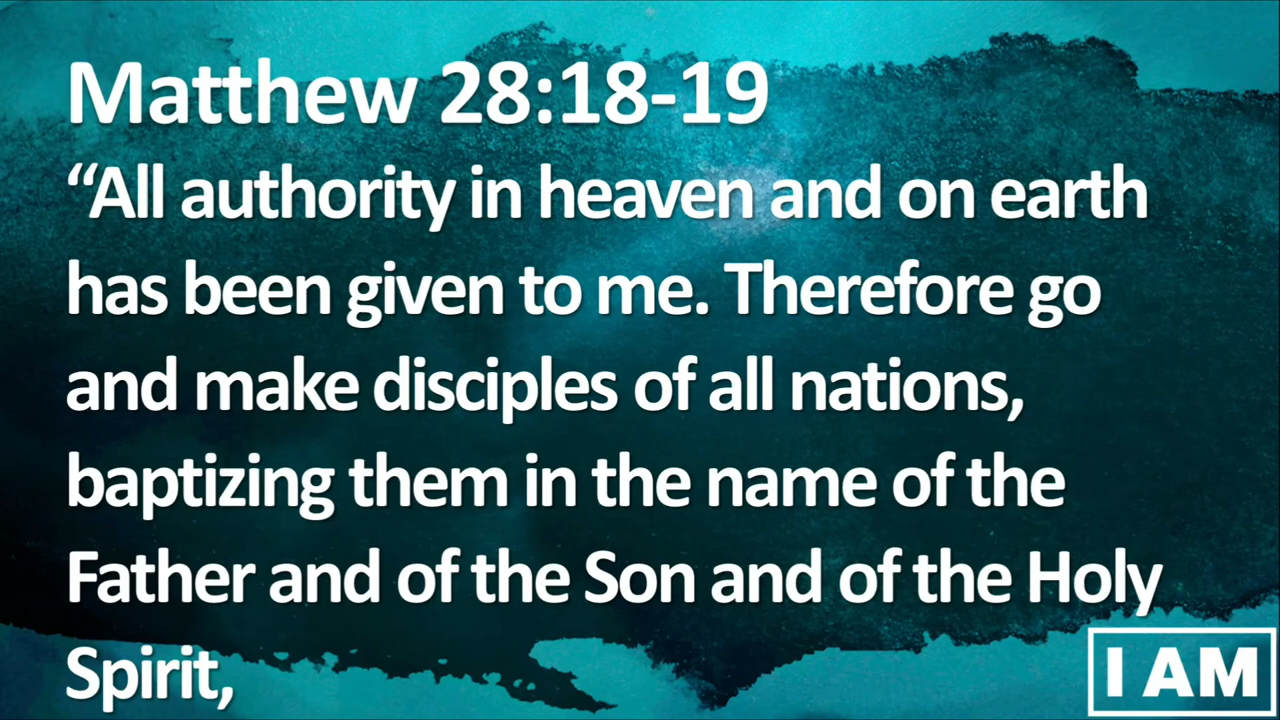 Matthew 28:18-19
“All authority in heaven and on earth
has been given to me. Therefore go
and make disciples of all nations,
baptizing them in the name of the
Father and of the Son and of the Holy
Spirit,
I AM